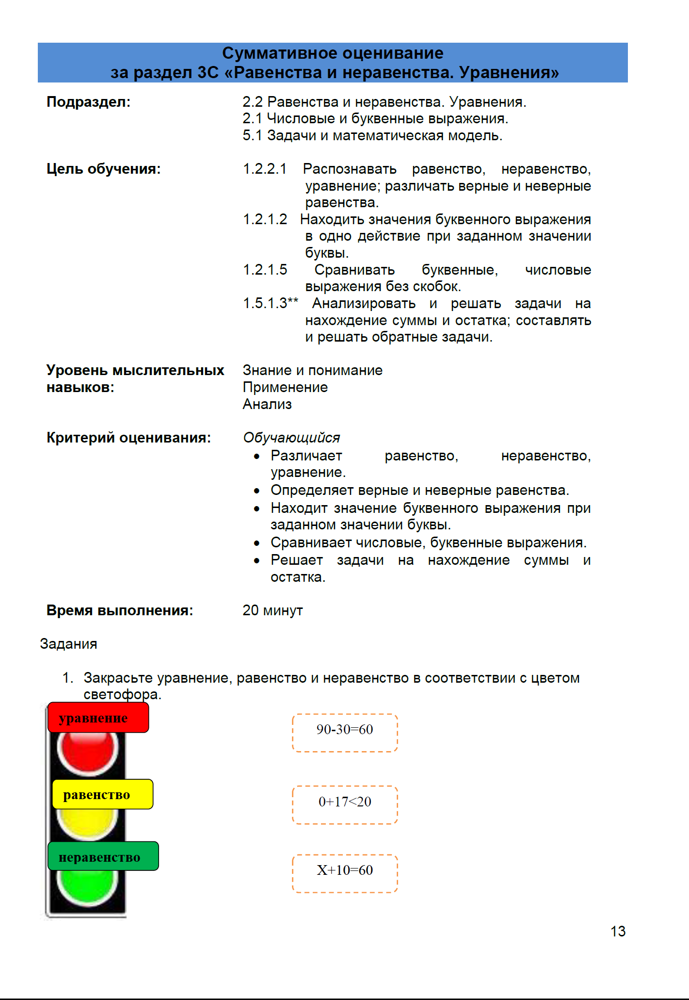 Суммативное оценивание
за раздел 3С «Равенства и неравенства. Уравнения»
Подраздел:
2.2 Равенства и неравенства. Уравнения.
2.1 Числовые и буквенные выражения.
5.1 Задачи и математическая модель.
Цель обучения:
1.2.2.1 Распознавать равенство, неравенство,
уравнение; различать верные и неверные
равенства.
1.2.1.2 Находить значения буквенного выражения
в одно действие при заданном значении
буквы.
1.2.1.5 Сравнивать буквенные, числовые
выражения без скобок.
1.5.1.3** Анализировать и решать задачи на
нахождение суммы и остатка; составлять
и решать обратные задачи.
Уровень мыслительных
навыков:
Знание и понимание
Применение
Анализ
Критерий оценивания:
Обучающийся
• Различает равенство, неравенство,
уравнение.
• Определяет верные и неверные равенства.
• Находит значение буквенного выражения при
заданном значении буквы.
• Сравнивает числовые, буквенные выражения.
• Решает задачи на нахождение суммы и
остатка.
Время выполнения:
20 минут
Задания
1. Закрасьте уравнение, равенство и неравенство в соответствии с цветом
светофора.
уравнение
90-30=60
равенство
0+17<20
неравенство
X+10=60
13